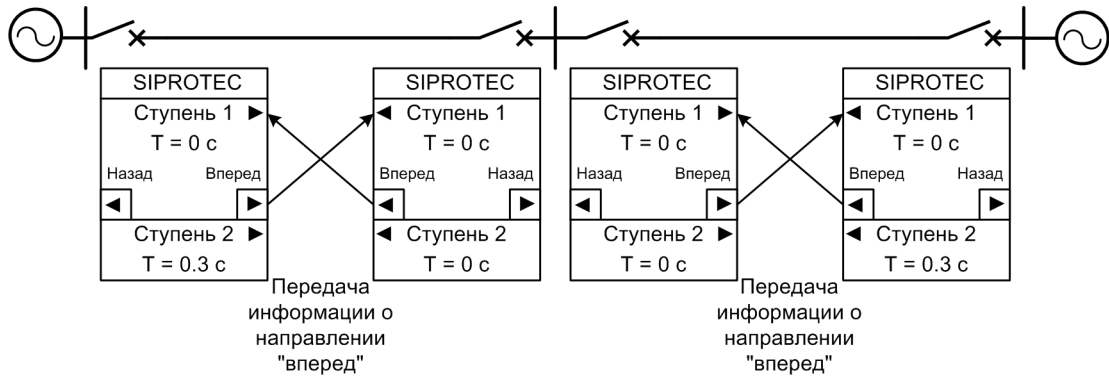 SIPROTEC
Ступень 1
T = 0 с
Назад Вперед
Ступень 2
T = 0.3 с
SIPROTEC
Ступень 1
T = 0 с
Вперед Назад
Ступень 2
T = 0 с
SIPROTEC
Ступень 1
T = 0 с
Назад Вперед
Ступень 2
T = 0 с
SIPROTEC
Ступень 1
T = 0 с
Вперед Назад
Ступень 2
T = 0.3 с
Передача
информации о
направлении
"вперед"
Передача
информации о
направлении
"вперед"